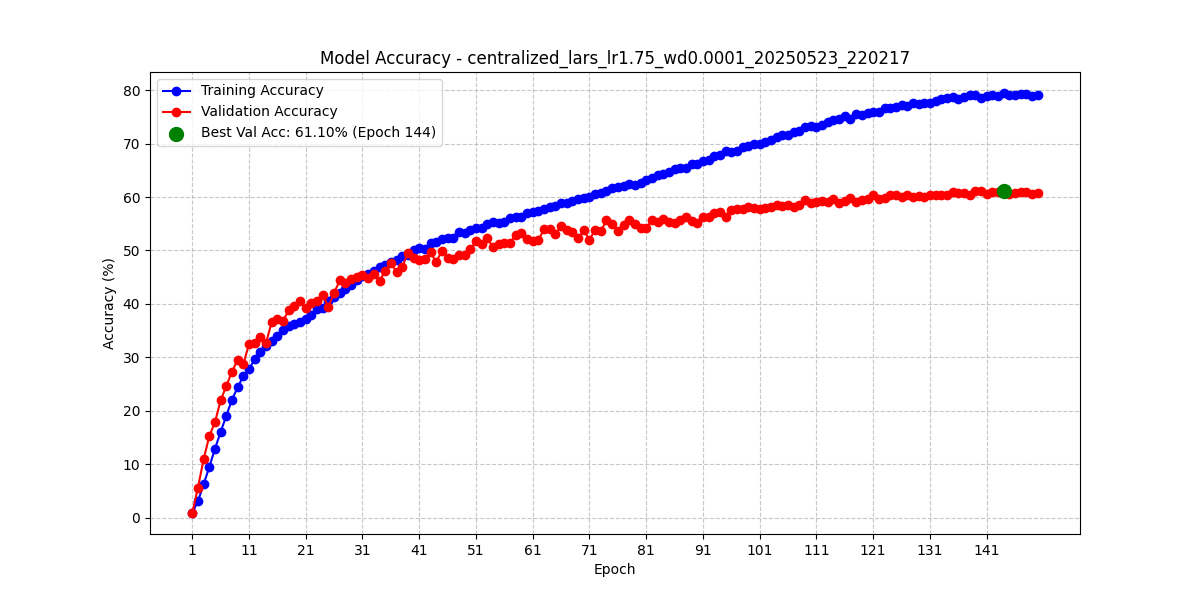 Model Accuracy - centralized_lars_lr1.75_wd0.0001_20250523_220217
Training Accuracy
Validation Accuracy
Best Val Acc: 61.10% (Epoch 144)
Accuracy (%)
80
70
60
50
40
30
20
10
0
1 11 21 31 41 51 61 71 81 91 101 111 121 131 141
Epoch